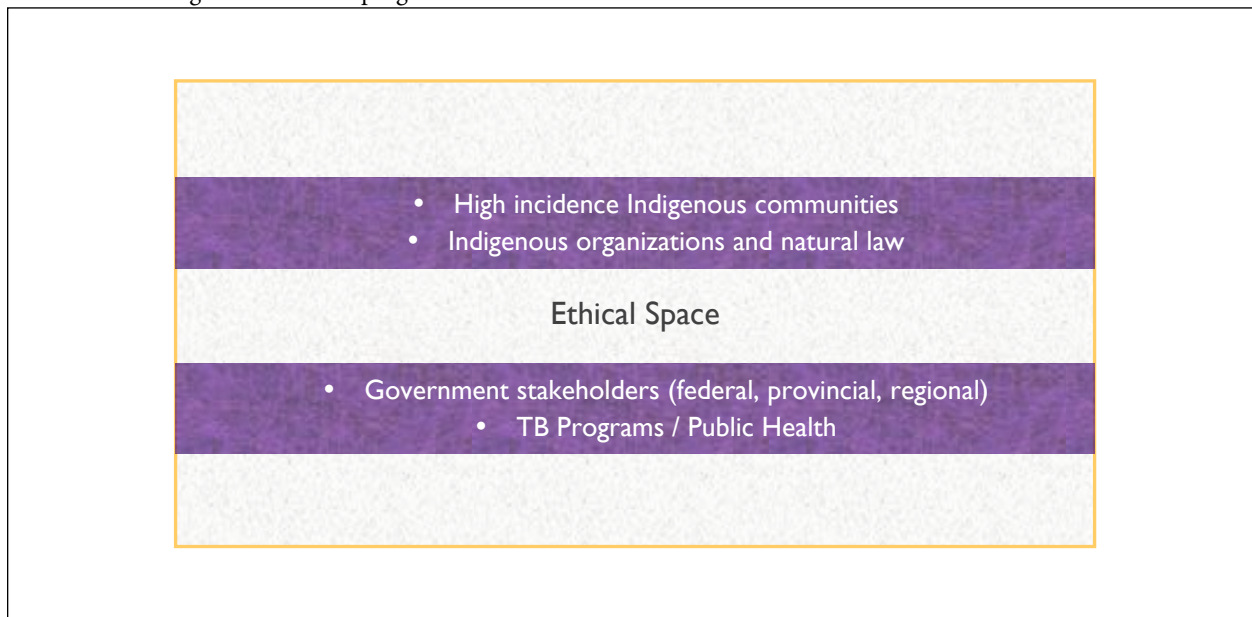 • High incidence Indigenous communities
• Indigenous organizations and natural law
Ethical Space
• Government stakeholders (federal, provincial, regional)
• TB Programs / Public Health